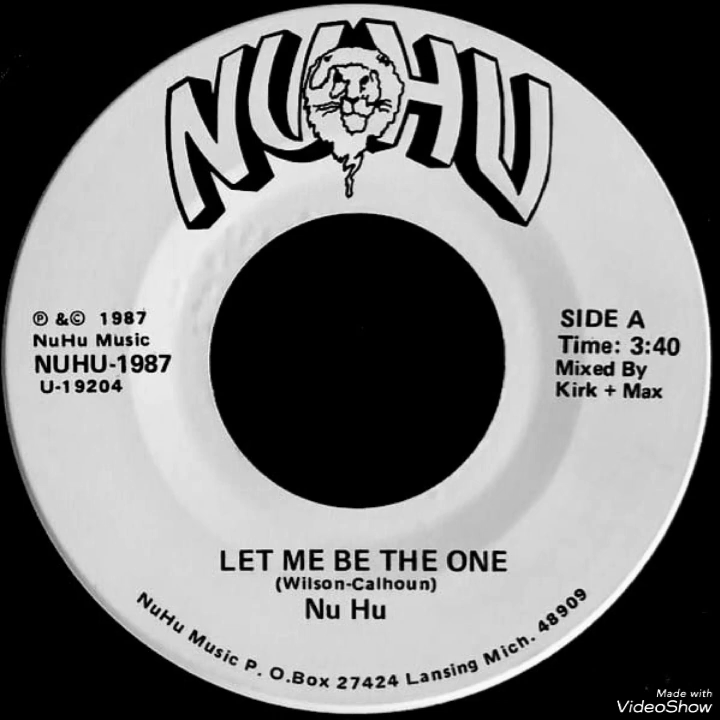 NUHU
℗ &© 1987
NuHu Music
NUHU-1987
U-19204
SIDE A
Time: 3:40
Mixed By
Kirk + Max
LET ME BE THE ONE
(Wilson-Calhoun)
Nu Hu
NuHu Music P. O.Box 27424 Lansing Mich. 48909
Made with
VideoShow